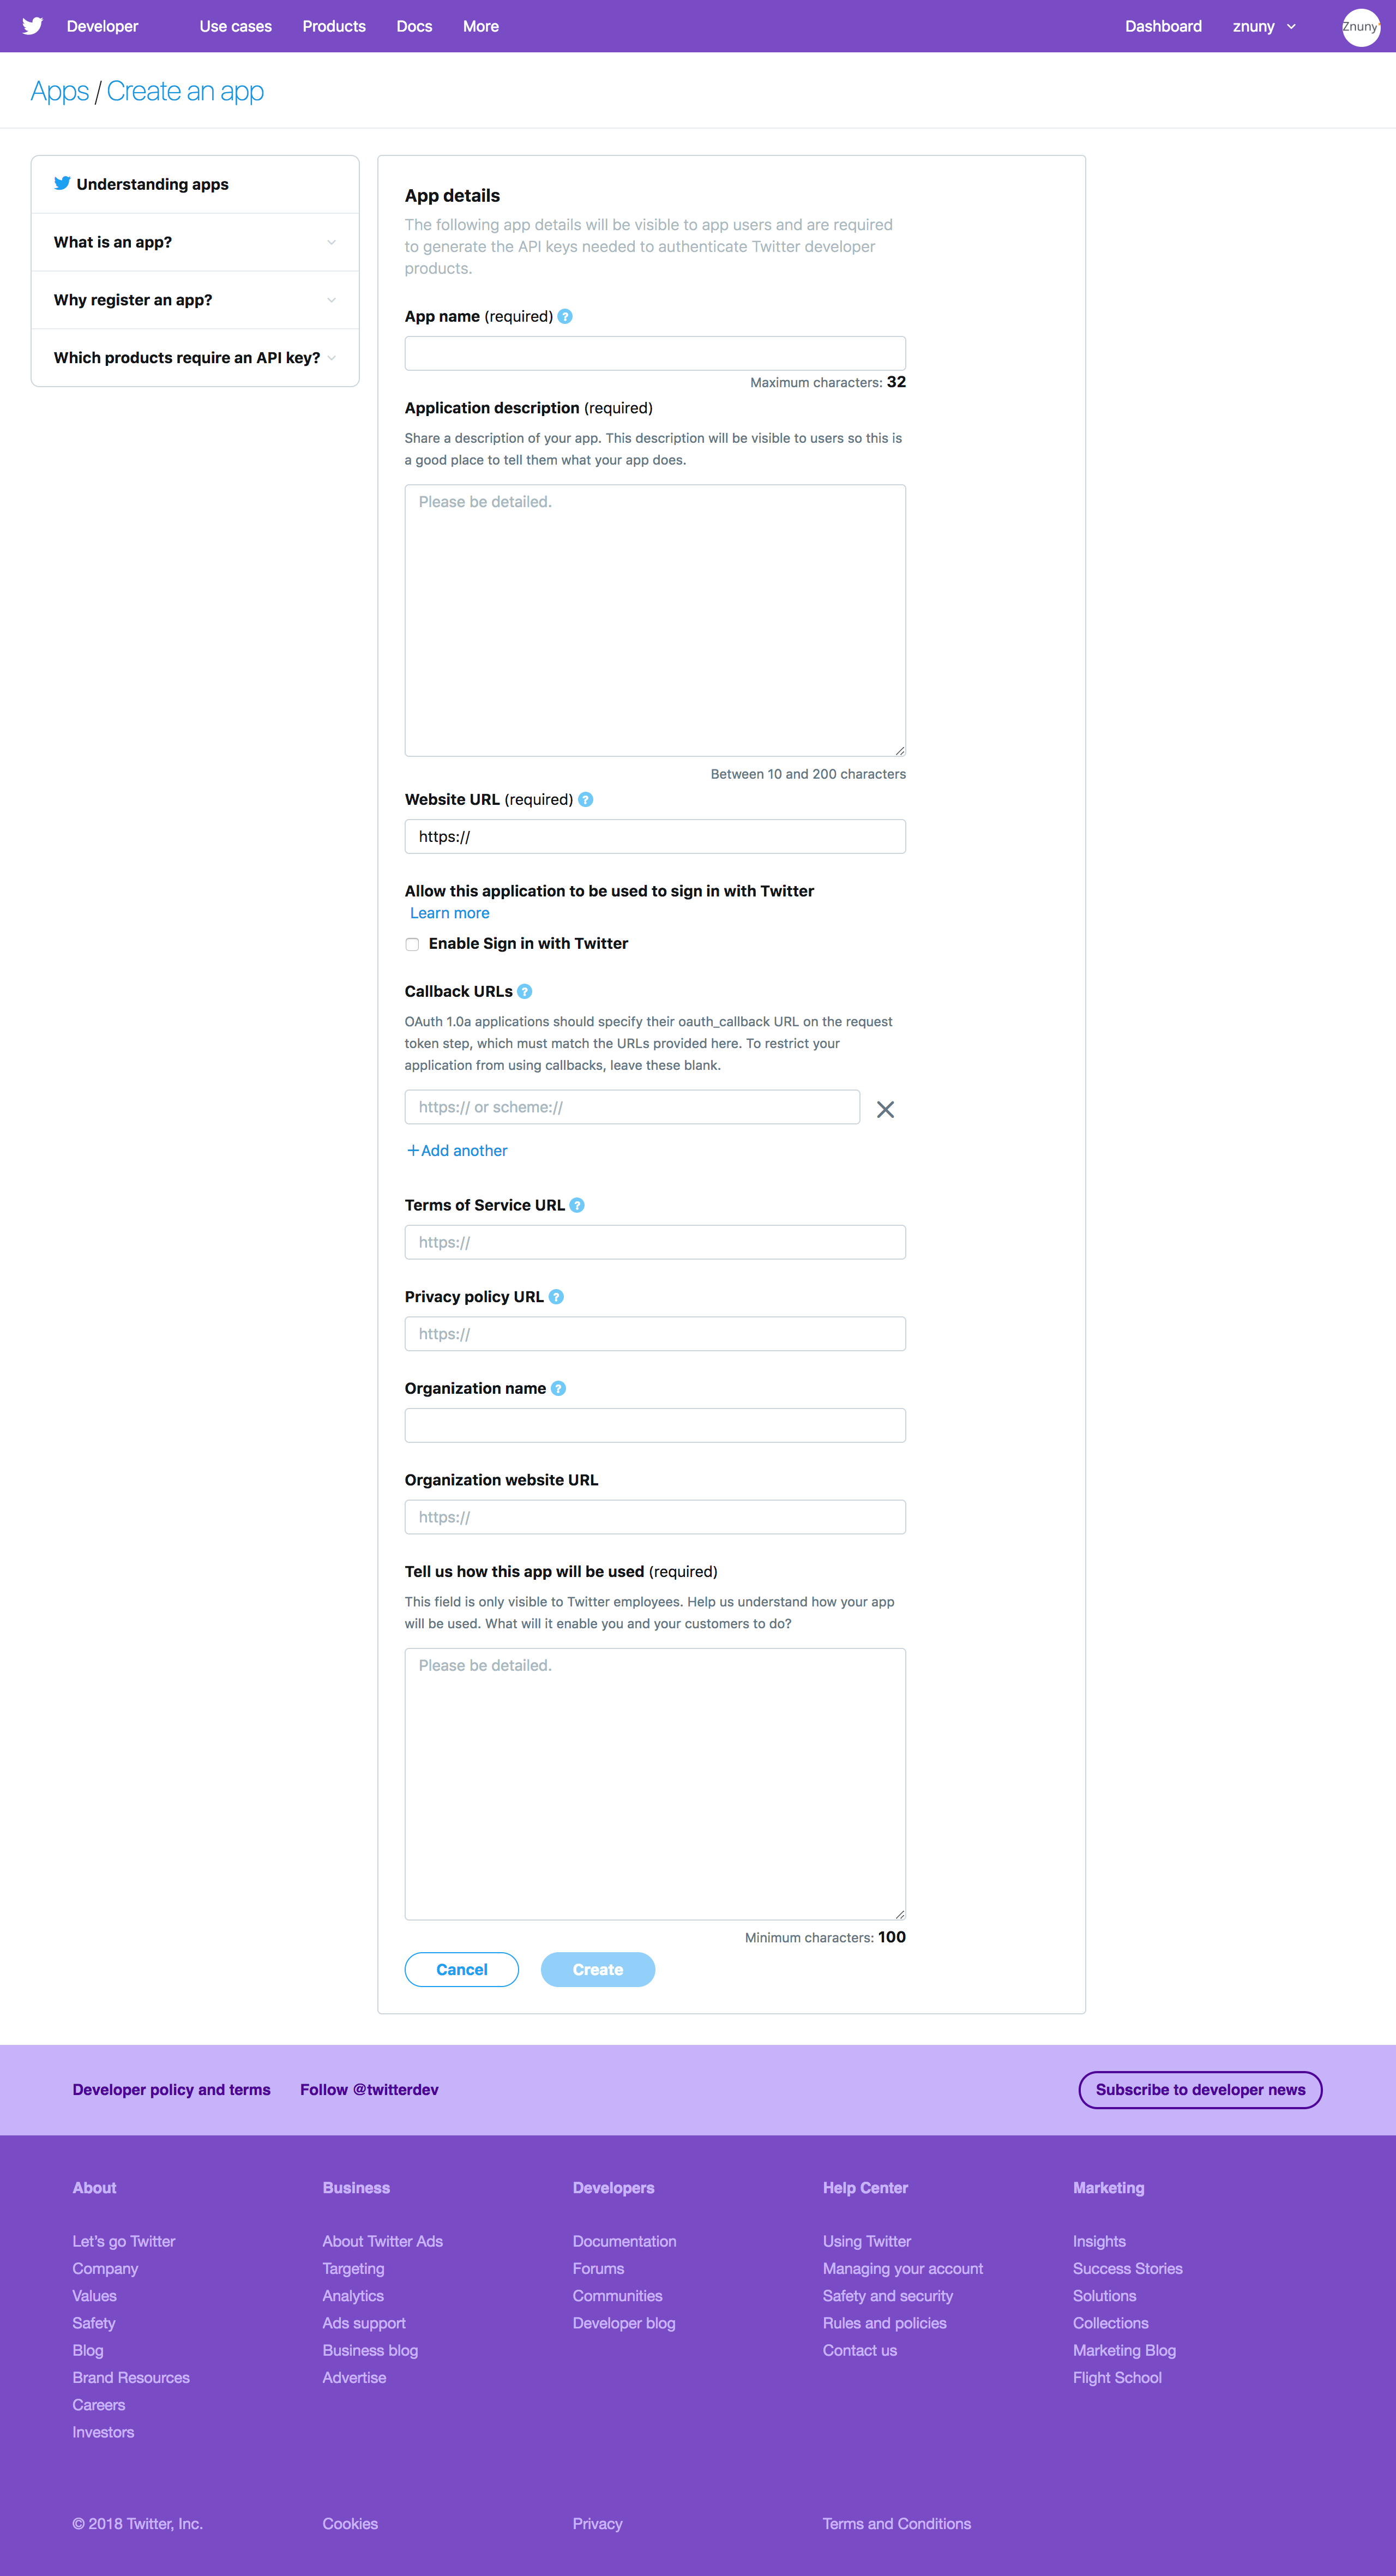 Developer
Use cases
Products
Docs
More
Dashboard
znuny
Znuny
Apps / Create an app
Understanding apps
What is an app?
Why register an app?
Which products require an API key?
App details
The following app details will be visible to app users and are required
to generate the API keys needed to authenticate Twitter developer
products.
App name (required) ?
Maximum characters: 32
Application description (required)
Share a description of your app. This description will be visible to users so this is
a good place to tell them what your app does.
Please be detailed.
Between 10 and 200 characters
Website URL (required) ?
https://
Allow this application to be used to sign in with Twitter
Learn more
Enable Sign in with Twitter
Callback URLs ?
OAuth 1.0a applications should specify their oauth_callback URL on the request
token step, which must match the URLs provided here. To restrict your
application from using callbacks, leave these blank.
https:// or scheme://
+Add another
Terms of Service URL ?
https://
Privacy policy URL ?
https://
Organization name ?
Organization website URL
https://
Tell us how this app will be used (required)
This field is only visible to Twitter employees. Help us understand how your app
will be used. What will it enable you and your customers to do?
Please be detailed.
Minimum characters: 100
Cancel
Create
Developer policy and terms
Follow @twitterdev
Subscribe to developer news
About
Let's go Twitter
Company
Values
Safety
Blog
Brand Resources
Careers
Investors
Business
About Twitter Ads
Targeting
Analytics
Ads support
Business blog
Advertise
Developers
Documentation
Forums
Communities
Developer blog
Help Center
Using Twitter
Managing your account
Safety and security
Rules and policies
Contact us
Marketing
Insights
Success Stories
Solutions
Collections
Marketing Blog
Flight School
© 2018 Twitter, Inc.
Cookies
Privacy
Terms and Conditions